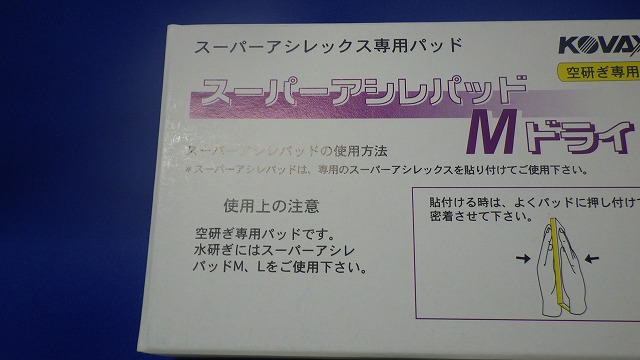 スーパーアシレックス専用パッド
KOVAX
空研ぎ専用
スーパーアシレパッド
Mドライ
スーパーアシレパッドの使用方法
※スーパーアシレパッドは、専用のスーパーアシレックスを貼り付けてご使用下さい。
使用上の注意
空研ぎ専用パッドです。
水研ぎにはスーパーアシレ
パッドM、Lをご使用下さい。
貼付ける時は、よくパッドに押し付けて
密着させて下さい。